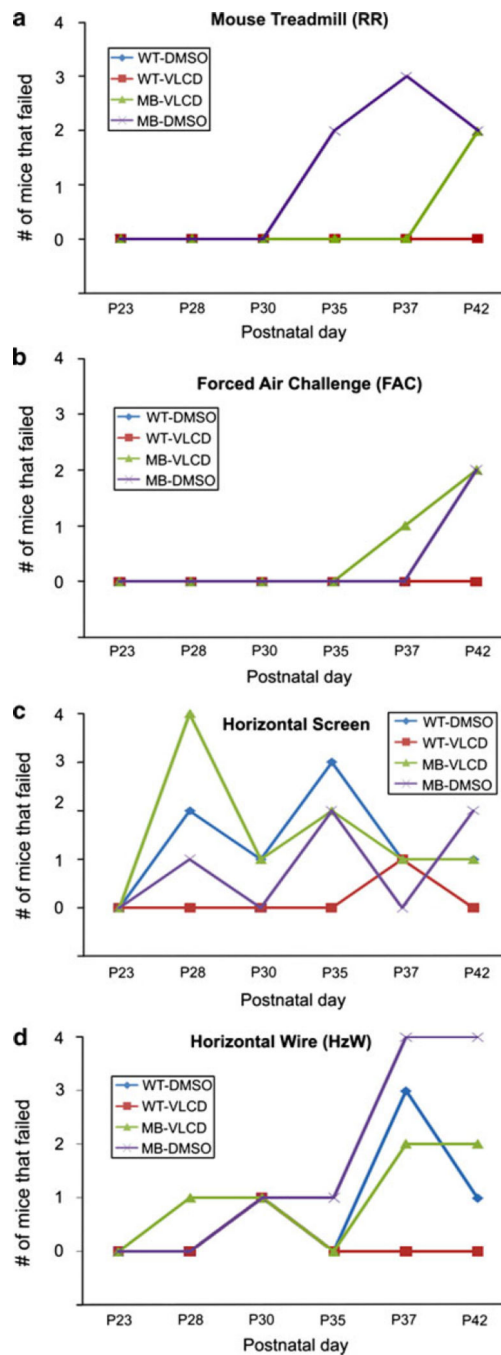 a
Mouse Treadmill (RR)
4
3
2
1
0
# of mice that failed
WT-DMSO
WT-VLCD
MB-VLCD
MB-DMSO
P23 P28 P30 P35 P37 P42
Postnatal day
b
Forced Air Challenge (FAC)
4
3
2
1
0
# of mice that failed
WT-DMSO
WT-VLCD
MB-VLCD
MB-DMSO
P23 P28 P30 P35 P37 P42
Postnatal day
c
Horizontal Screen
4
3
2
1
0
# of mice that failed
WT-DMSO
WT-VLCD
MB-VLCD
MB-DMSO
P23 P28 P30 P35 P37 P42
Postnatal day
d
Horizontal Wire (HzW)
4
3
2
1
0
# of mice that failed
WT-DMSO
WT-VLCD
MB-VLCD
MB-DMSO
P23 P28 P30 P35 P37 P42
Postnatal day